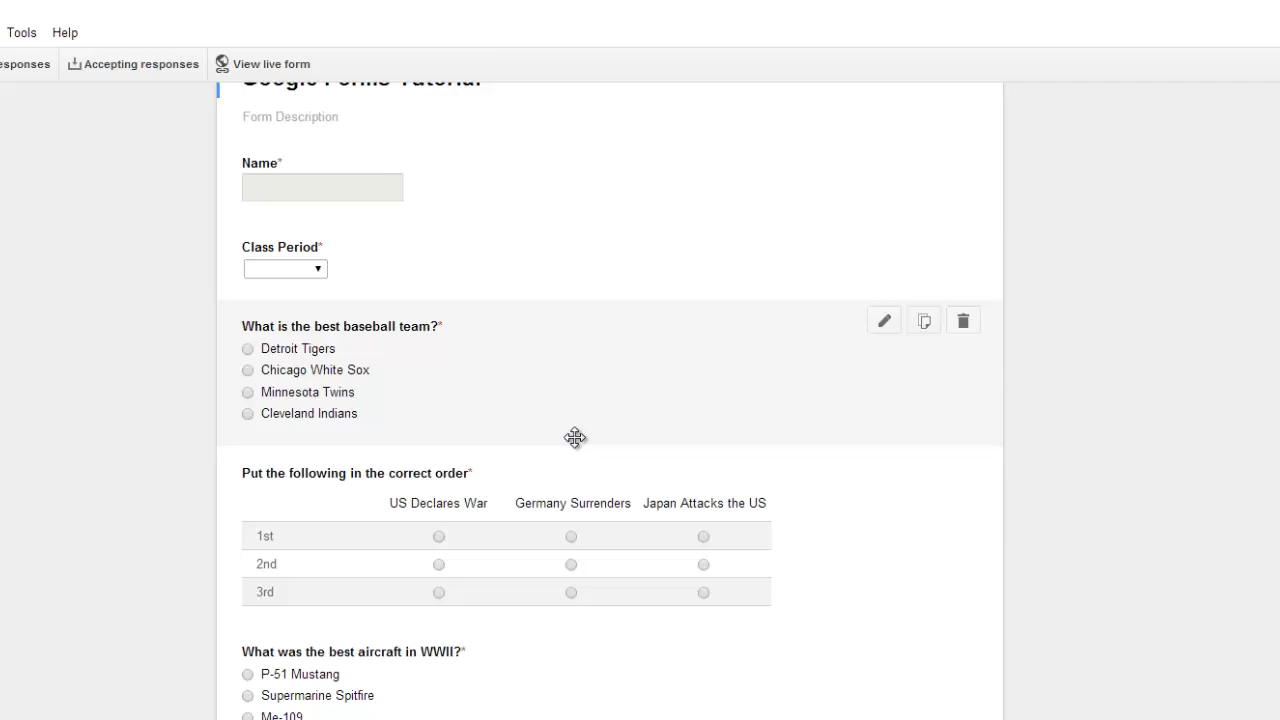 Tools Help
esponses Accepting responses View live form
Google Forms Tutorial
Form Description
Name*
Class Period*
What is the best baseball team?*
Detroit Tigers
Chicago White Sox
Minnesota Twins
Cleveland Indians
Put the following in the correct order*
US Declares War Germany Surrenders Japan Attacks the US
1st
2nd
3rd
What was the best aircraft in WWII?*
P-51 Mustang
Supermarine Spitfire
Me-109